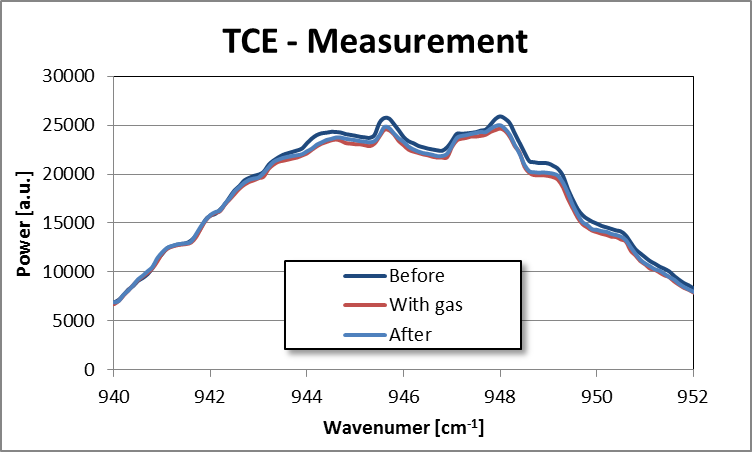 TCE - Measurement
30000
25000
20000
15000
10000
5000
0
Power [a.u.]
Before
With gas
After
940 942 944 946 948 950 952
Wavenumer [cm-1]